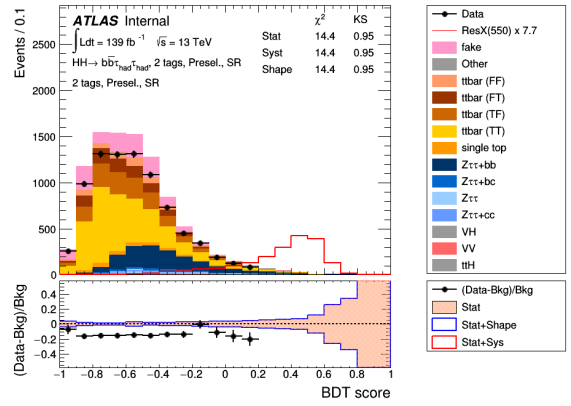 ATLAS Internal
∫Ldt = 139 fb⁻¹ √s = 13 TeV
HH→ bb̄τ_had τ_had, 2 tags, Presel., SR
2 tags, Presel., SR
χ² KS
Stat 14.4 0.95
Syst 14.4 0.95
Shape 14.4 0.95
Events / 0.1
2500
2000
1500
1000
500
0
(Data-Bkg)/Bkg
0.4
0.2
0
−0.2
−0.4
−1 −0.8 −0.6 −0.4 −0.2 0 0.2 0.4 0.6 0.8 1
BDT score
Data
ResX(550) x 7.7
fake
Other
ttbar (FF)
ttbar (FT)
ttbar (TF)
ttbar (TT)
single top
Zττ+bb
Zττ+bc
Zττ
Zττ+cc
VH
VV
ttH
(Data-Bkg)/Bkg
Stat
Stat+Shape
Stat+Sys